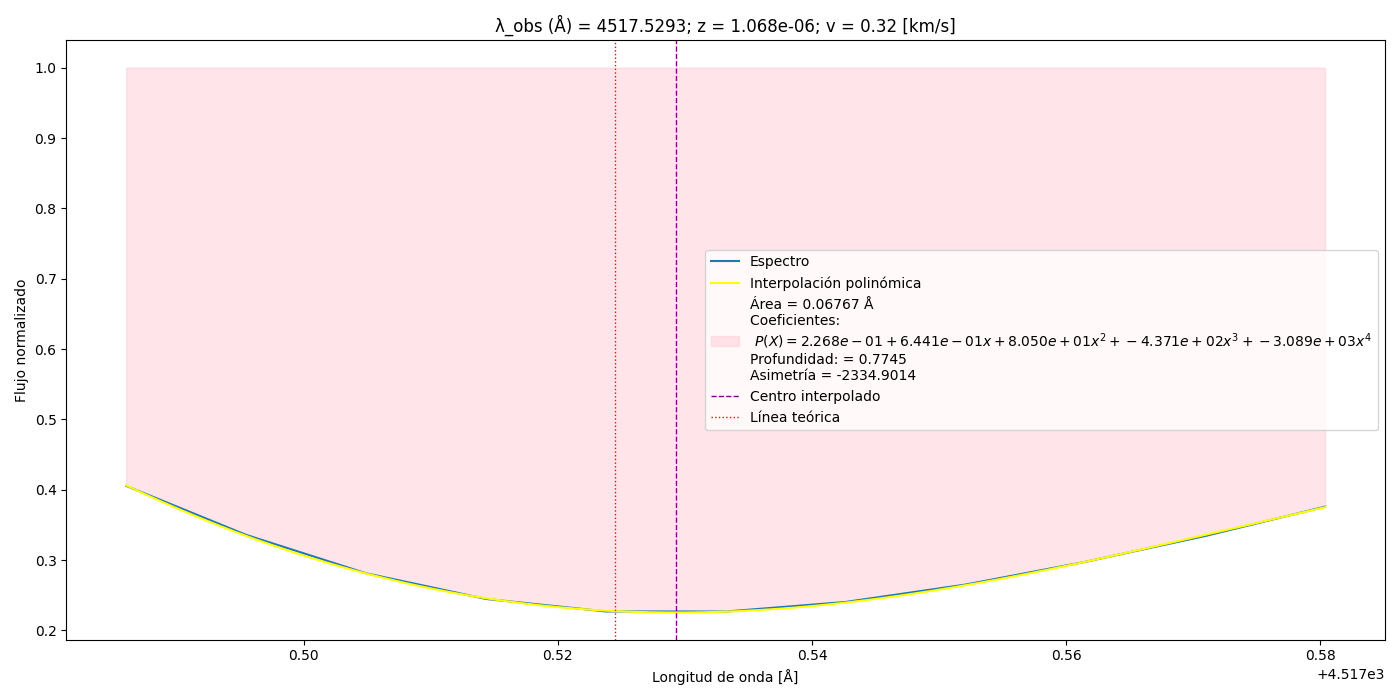 λ_obs (Å) = 4517.5293; z = 1.068e-06; v = 0.32 [km/s]
Flujo normalizado
1.0
0.9
0.8
0.7
0.6
0.5
0.4
0.3
0.2
Espectro
Interpolación polinómica
Área = 0.06767 Å
Coeficientes:
P(X) = 2.268e − 01 + 6.441e − 01x + 8.050e + 01x² + − 4.371e + 02x³ + − 3.089e + 03x⁴
Profundidad: = 0.7745
Asimetría = -2334.9014
Centro interpolado
Línea teórica
0.50 0.52 0.54 0.56 0.58
+4.517e3
Longitud de onda [Å]